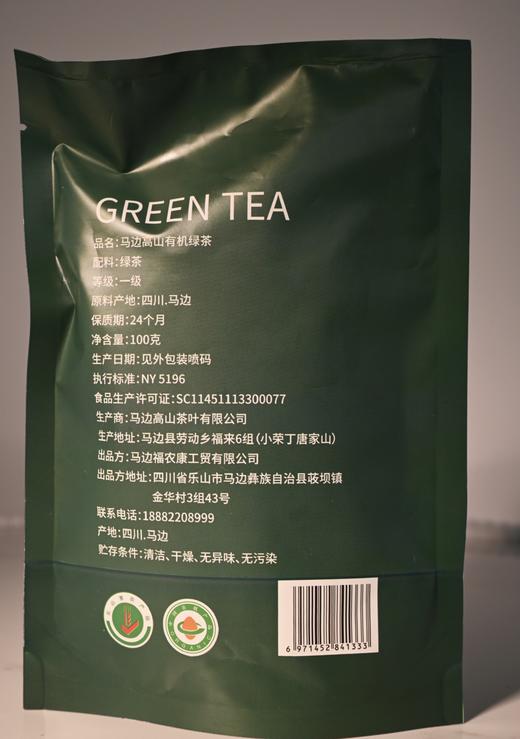 GREEN TEA
品名:马边高山有机绿茶
配料:绿茶
等级:一级
原料产地:四川.马边
保质期:24个月
净含量:100克
生产日期:见外包装喷码
执行标准:NY 5196
食品生产许可证:SC11451113300077
生产商:马边高山茶叶有限公司
生产地址:马边县劳动乡福来6组(小荣丁唐家山)
出品方:马边福农康工贸有限公司
出品方地址:四川省乐山市马边彝族自治县荍坝镇
金华村3组43号
联系电话:18882208999
产地:四川.马边
贮存条件:清洁、干燥、无异味、无污染
6 971452 841333